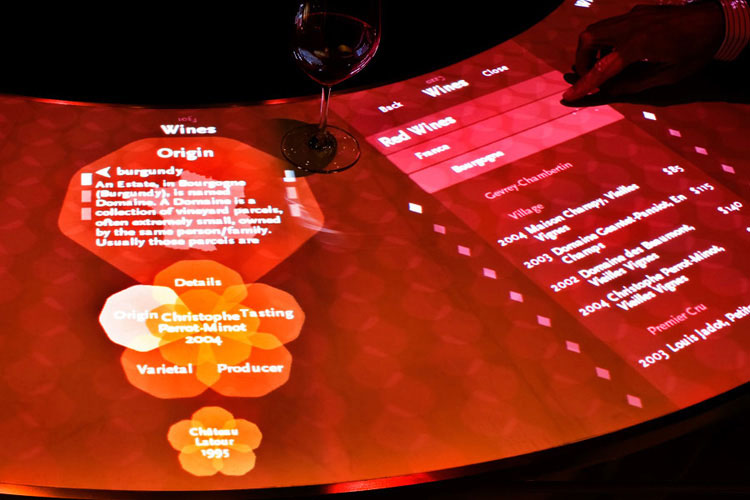 Wines
Origin
burgundy
An Estate, in Bourgogne
(Burgundy), is named
Domaine. A Domaine is a
collection of vineyard parcels,
often extremely small, owned
by the same person/family.
Usually those parcels are
Details
Origin
Christophe
Perrot-Minot
2004
Tasting
Varietal
Producer
Château
Latour
1995
Back
Wines
Close
Red Wines
France
Bourgogne
Gevrey-Chambertin
Village
2004 Maison Champy, Vieilles
Vignes
$85
2003 Domaine Geantet-Pansiot, En
Champs
$115
2002 Domaine des Beaumont,
Vieilles Vignes
$140
2004 Christophe Perrot-Minot,
Vieilles Vignes
Premier Cru
2003 Louis Jadot,